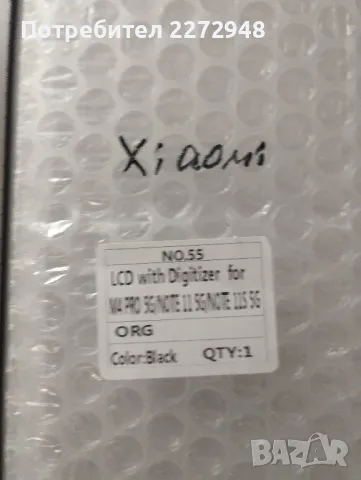 Потребител 2272948
Xiaomi
NO.55
LCD with Digitizer for
M4 PRO 5G/NOTE 11 5G/NOTE 11S 5G
ORG
Color:Black QTY:1
BAZAR